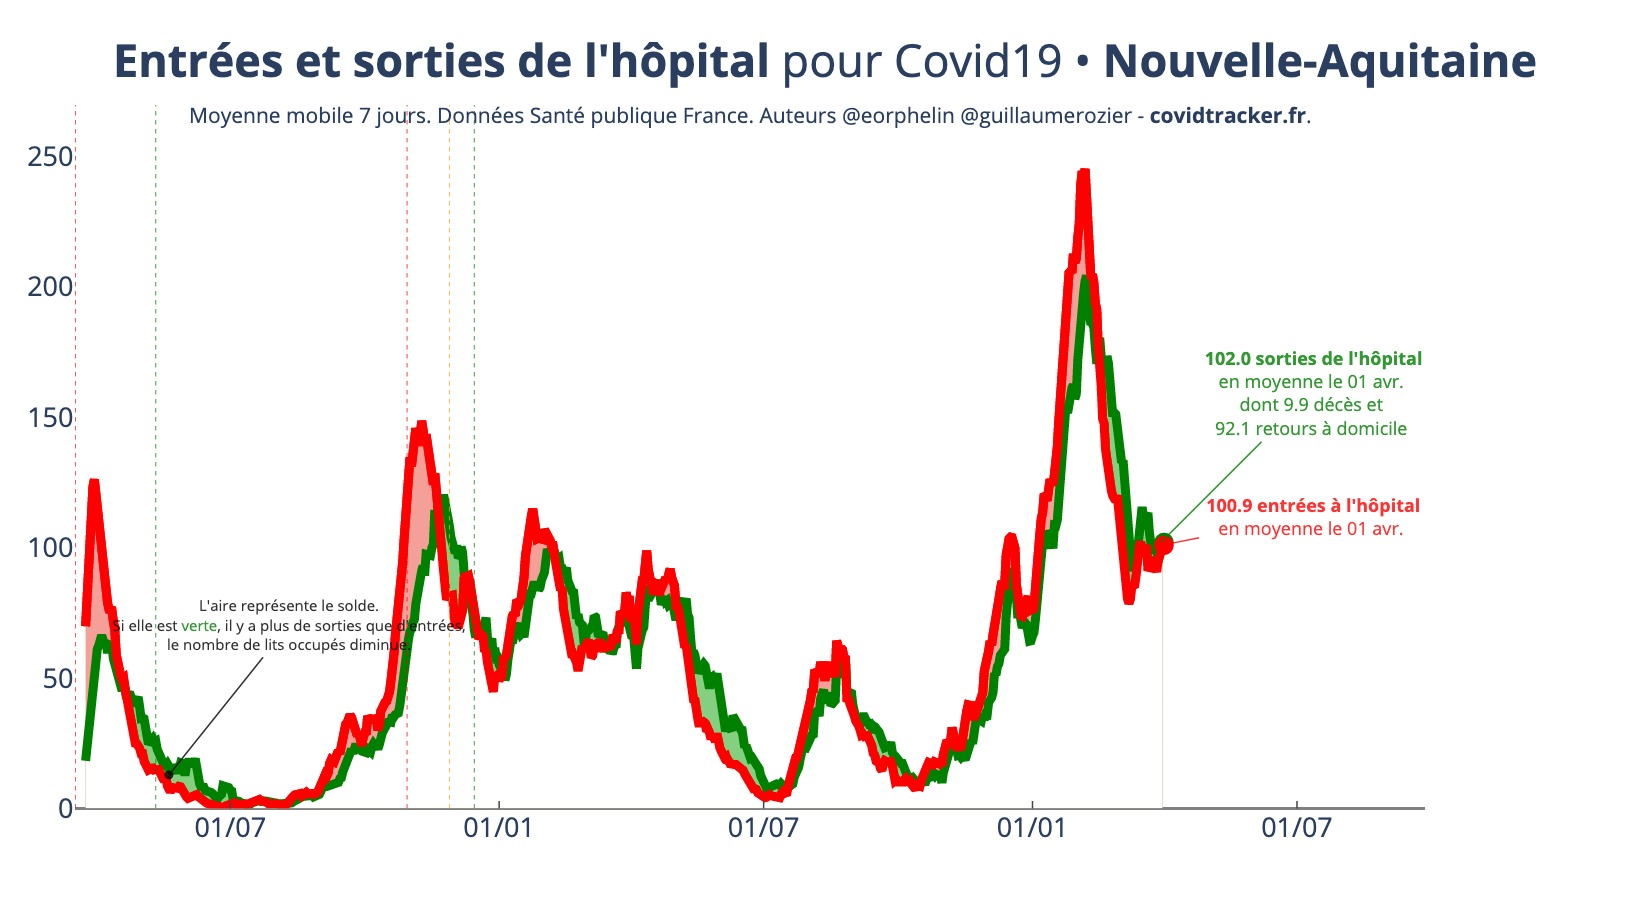 Entrées et sorties de l'hôpital pour Covid19 • Nouvelle-Aquitaine
Moyenne mobile 7 jours. Données Santé publique France. Auteurs @eorphelin @guillaumerozier - covidtracker.fr.
250
200
150
100
50
0
102.0 sorties de l'hôpital
en moyenne le 01 avr.
dont 9.9 décès et
92.1 retours à domicile
100.9 entrées à l'hôpital
en moyenne le 01 avr.
L'aire représente le solde.
Si elle est verte, il y a plus de sorties que d'entrées,
le nombre de lits occupés diminue.
01/07
01/01
01/07
01/01
01/07